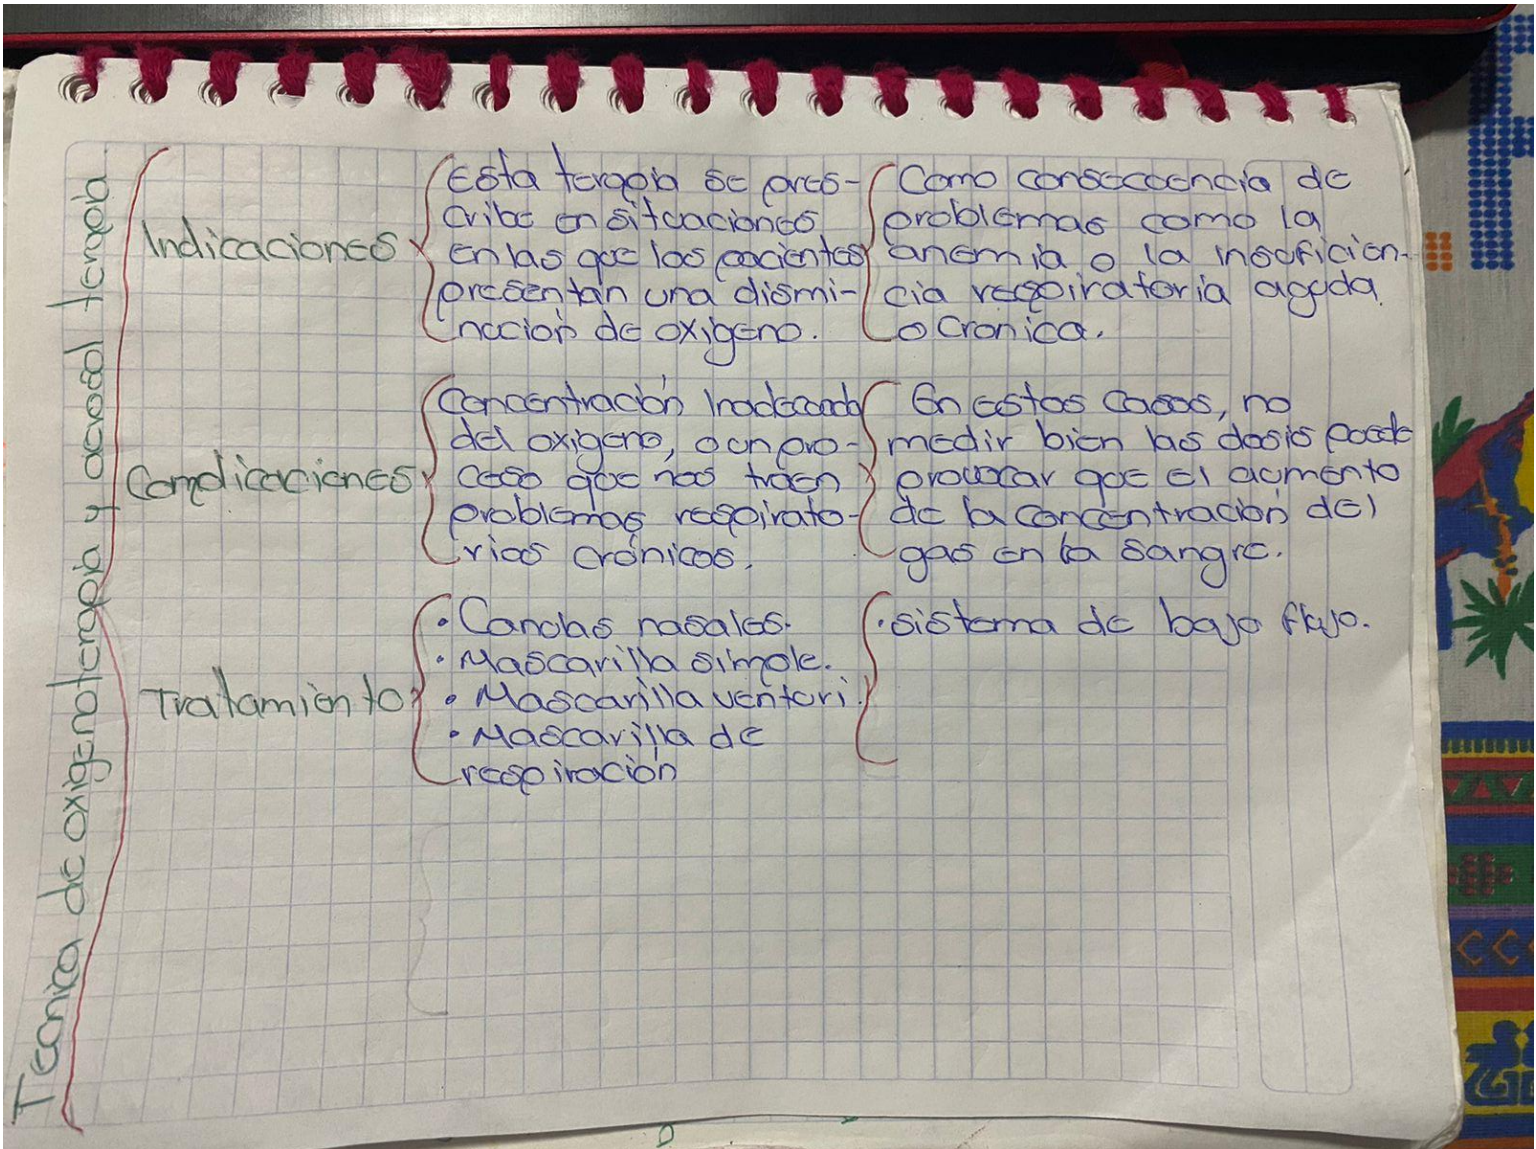 Tecnica de oxigenoterapia y aerosol terapia
Indicaciones
Esta terapia se pres-
cribe en situaciones
en las que los pacientes
presentan una dismi-
nucion de oxigeno.
Como consecuencia de
problemas como la
anemia o la insuficien-
cia respiratoria aguda
o Cronica.
Complicaciones
Concentración Inadecuada
del oxigeno, o un pro-
ceso que nos traen
problemas respirato-
rios crónicos.
En estos casos, no
medir bien las dosis puede
provocar que el aumento
de la concentración del
gas en la sangre.
Tratamiento
• Canulas nasales.
• Mascarilla simple.
• Mascarilla venturi.
• Mascarilla de
respiración
• sistema de bajo flujo.